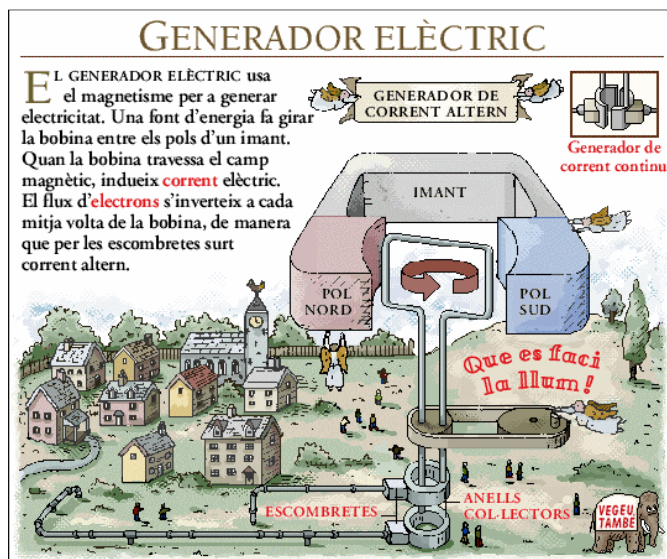 GENERADOR ELÈCTRIC
EL GENERADOR ELÈCTRIC usa
el magnetisme per a generar
electricitat. Una font d'energia fa girar
la bobina entre els pols d'un imant.
Quan la bobina travessa el camp
magnètic, indueix corrent elèctric.
El flux d'electrons s'inverteix a cada
mitja volta de la bobina, de manera
que per les escombretes surt
corrent altern.
GENERADOR DE
CORRENT ALTERN
Generador de
corrent continu
IMANT
POL
NORD
POL
SUD
Que es faci
la llum!
ESCOMBRETES
ANELLS
COL·LECTORS
VEGEU
TAMBÉ